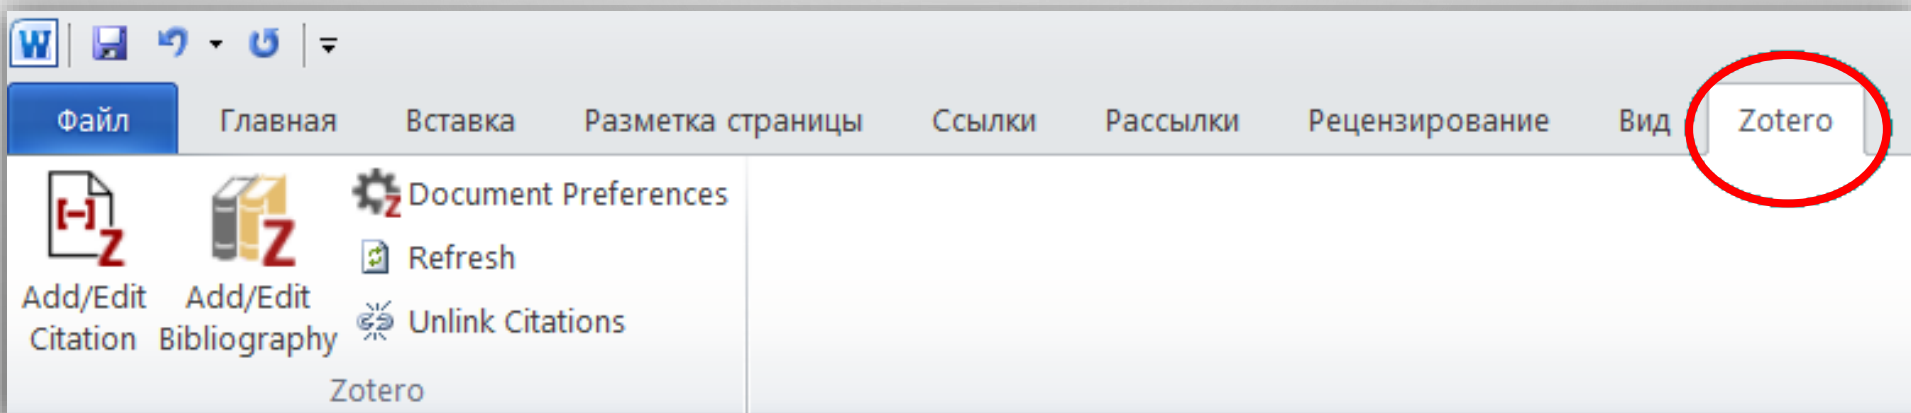 Файл Главная Вставка Разметка страницы Ссылки Рассылки Рецензирование Вид Zotero
Add/Edit Citation
Add/Edit Bibliography
Document Preferences
Refresh
Unlink Citations
Zotero